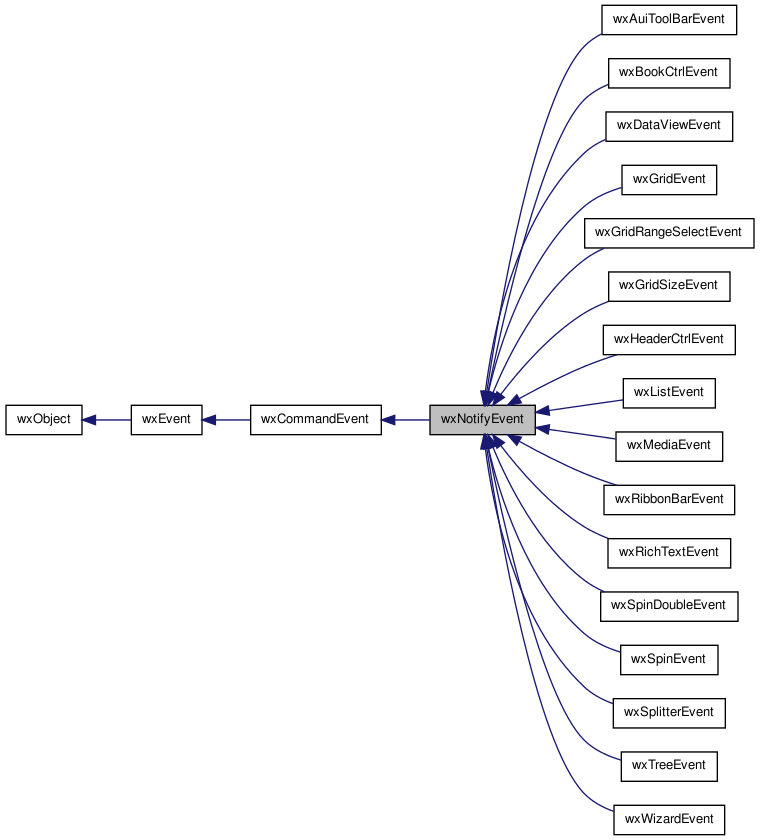 wxAuiToolBarEvent
wxBookCtrlEvent
wxDataViewEvent
wxGridEvent
wxGridRangeSelectEvent
wxGridSizeEvent
wxHeaderCtrlEvent
wxListEvent
wxObject
wxEvent
wxCommandEvent
wxNotifyEvent
wxMediaEvent
wxRibbonBarEvent
wxRichTextEvent
wxSpinDoubleEvent
wxSpinEvent
wxSplitterEvent
wxTreeEvent
wxWizardEvent